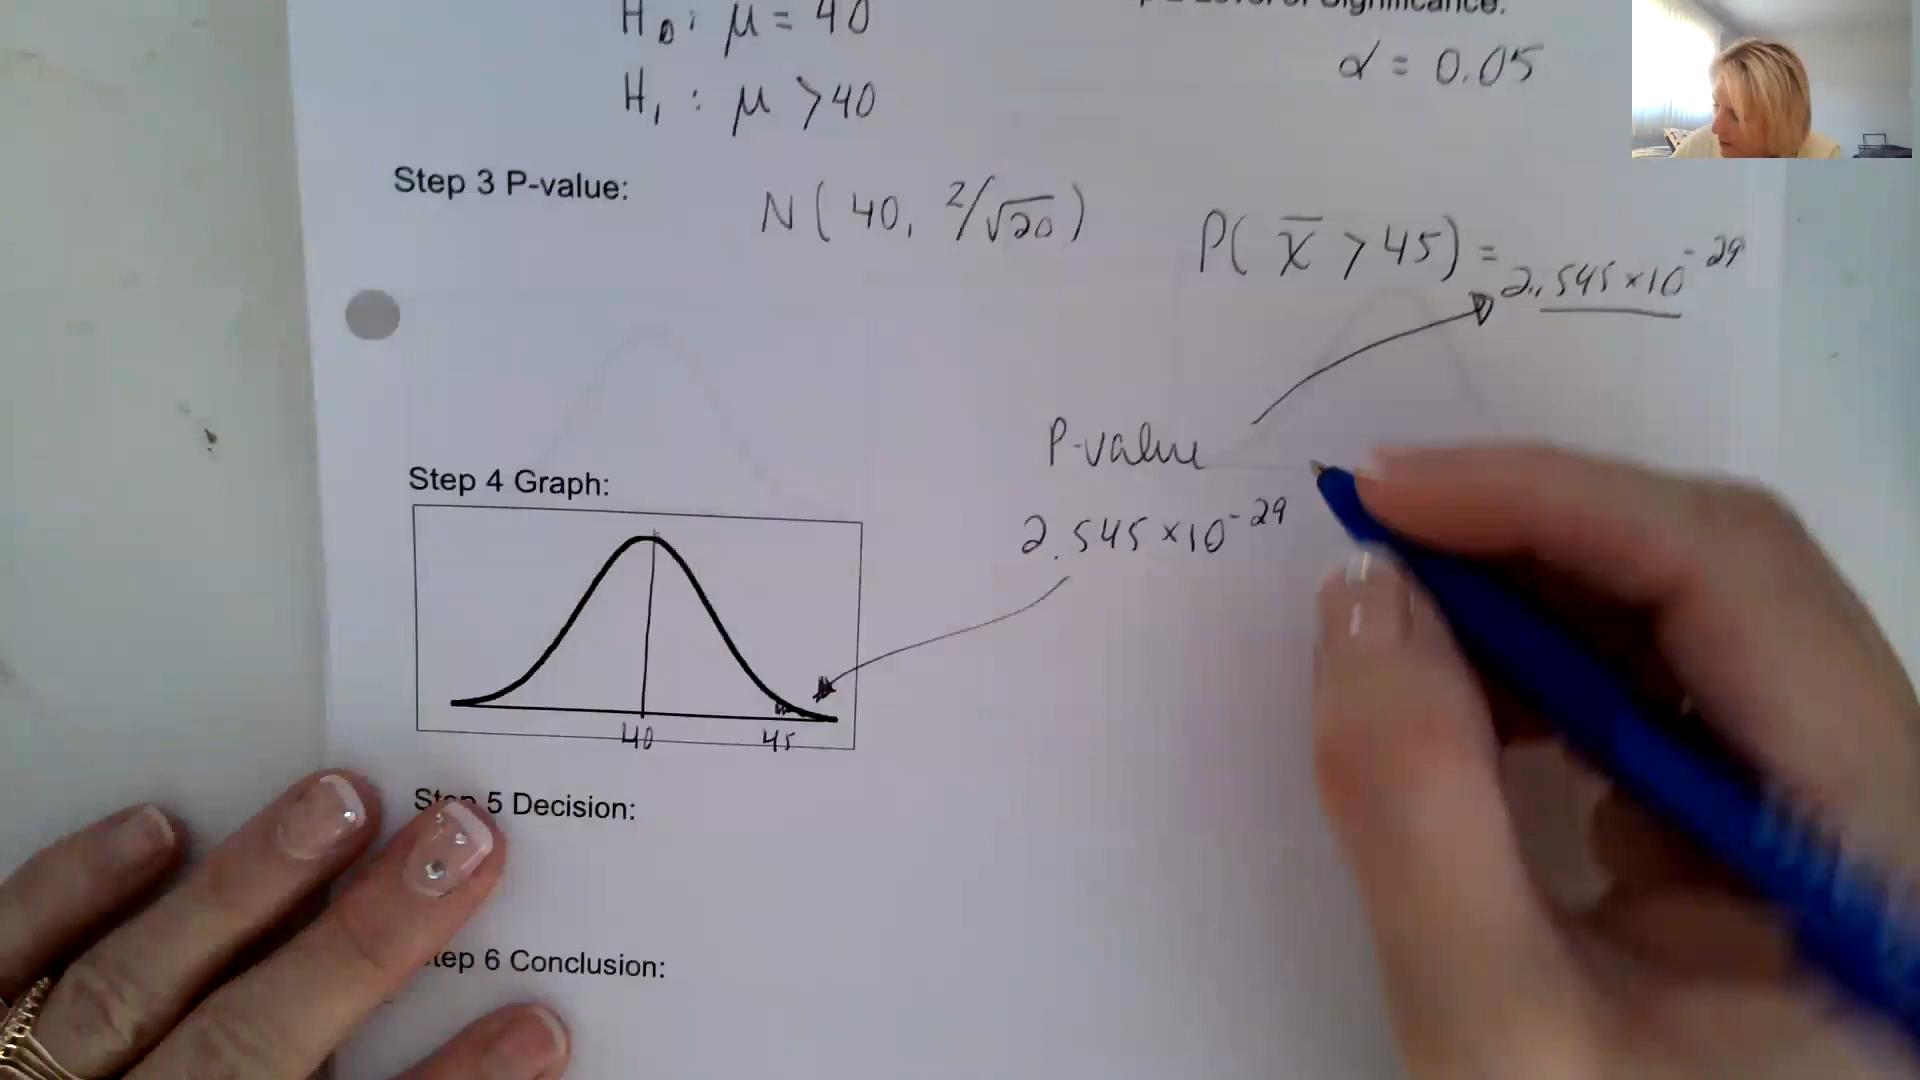 H₀: μ = 40
Significance:
α = 0.05
H₁ : μ >40
Step 3 P-value:
N( 40, 2/√20)
P( x̄ > 45) = 2.545×10⁻²⁹
P-value
Step 4 Graph:
2.545×10⁻²⁹
40 45
Step 5 Decision:
Step 6 Conclusion: